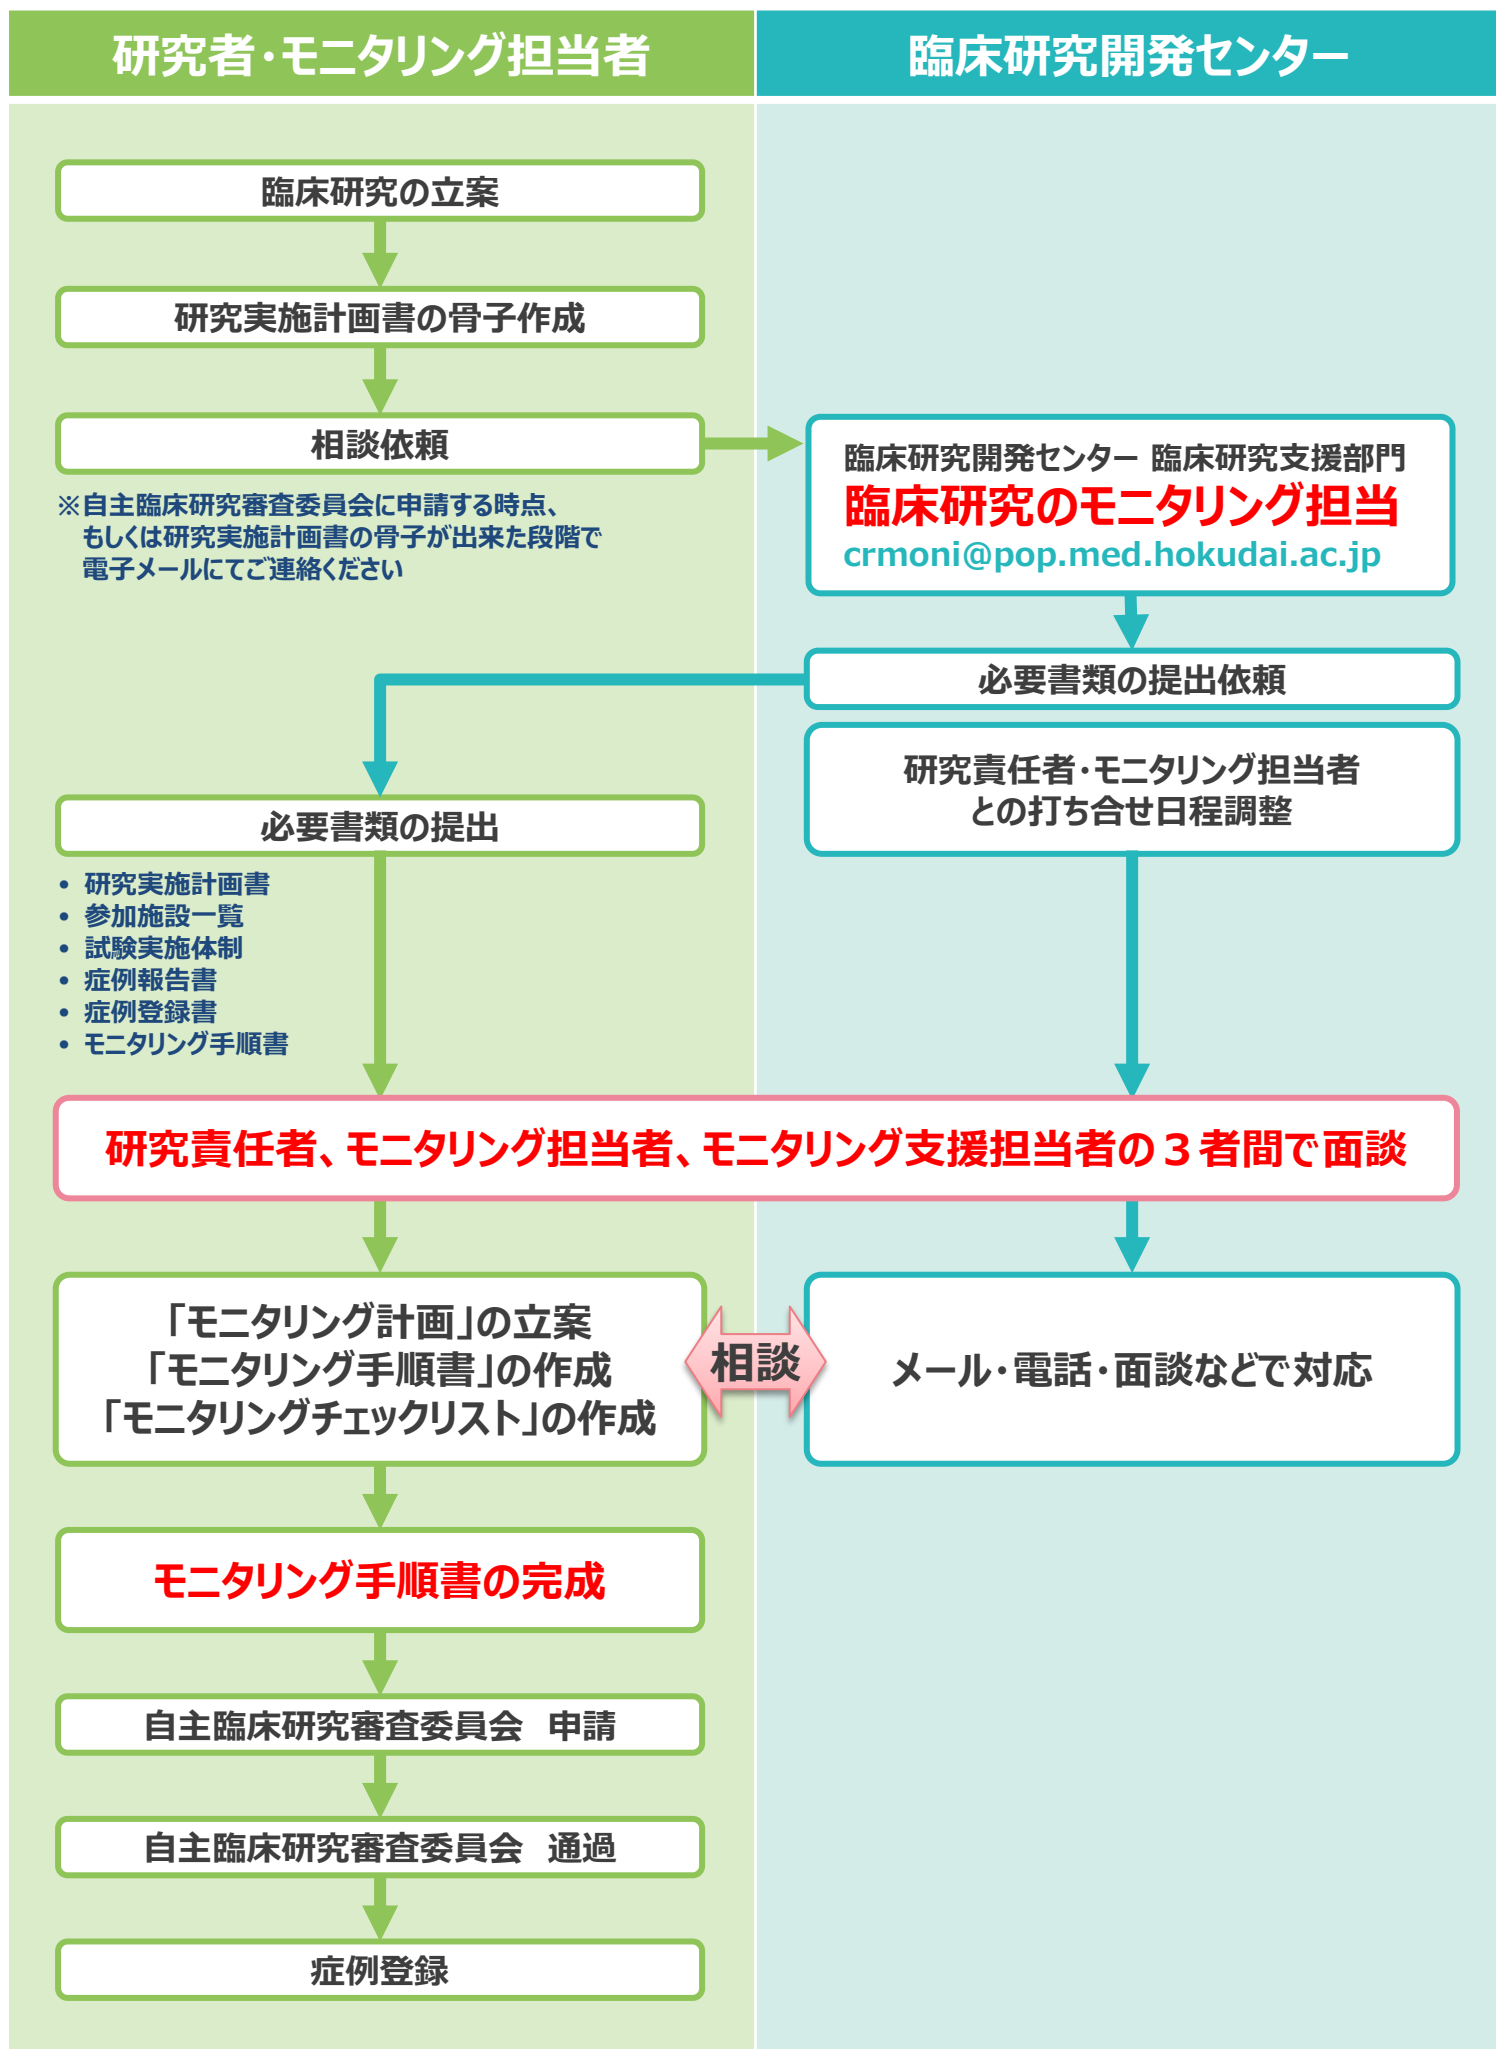 研究者・モニタリング担当者
臨床研究開発センター
臨床研究の立案
研究実施計画書の骨子作成
相談依頼
※自主臨床研究審査委員会に申請する時点、
もしくは研究実施計画書の骨子が出来た段階で
電子メールにてご連絡ください
臨床研究開発センター 臨床研究支援部門
臨床研究のモニタリング担当
crmoni@pop.med.hokudai.ac.jp
必要書類の提出依頼
研究責任者・モニタリング担当者
との打ち合せ日程調整
必要書類の提出
• 研究実施計画書
• 参加施設一覧
• 試験実施体制
• 症例報告書
• 症例登録書
• モニタリング手順書
研究責任者、モニタリング担当者、モニタリング支援担当者の３者間で面談
「モニタリング計画」の立案
「モニタリング手順書」の作成
「モニタリングチェックリスト」の作成
相談
メール・電話・面談などで対応
モニタリング手順書の完成
自主臨床研究審査委員会　申請
自主臨床研究審査委員会　通過
症例登録